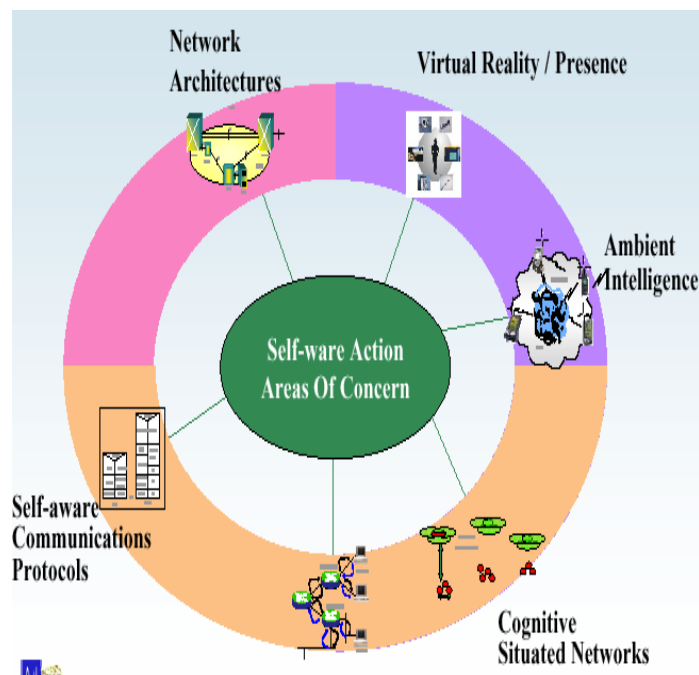 Network
Architectures
Virtual Reality / Presence
Ambient
Intelligence
Self-ware Action
Areas Of Concern
Self-aware
Communications
Protocols
Cognitive
Situated Networks